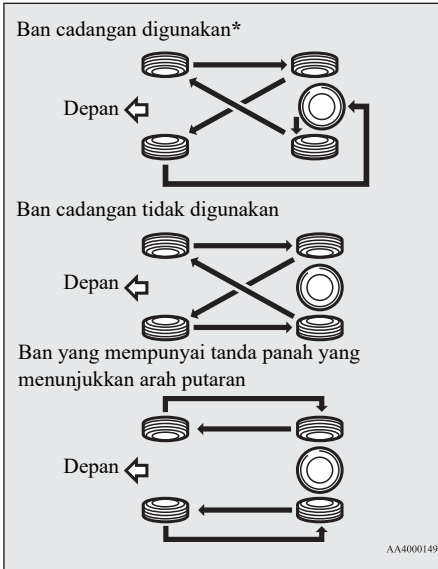 Ban cadangan digunakan*
Depan
Ban cadangan tidak digunakan
Depan
Ban yang mempunyai tanda panah yang
menunjukkan arah putaran
Depan
AA4000149